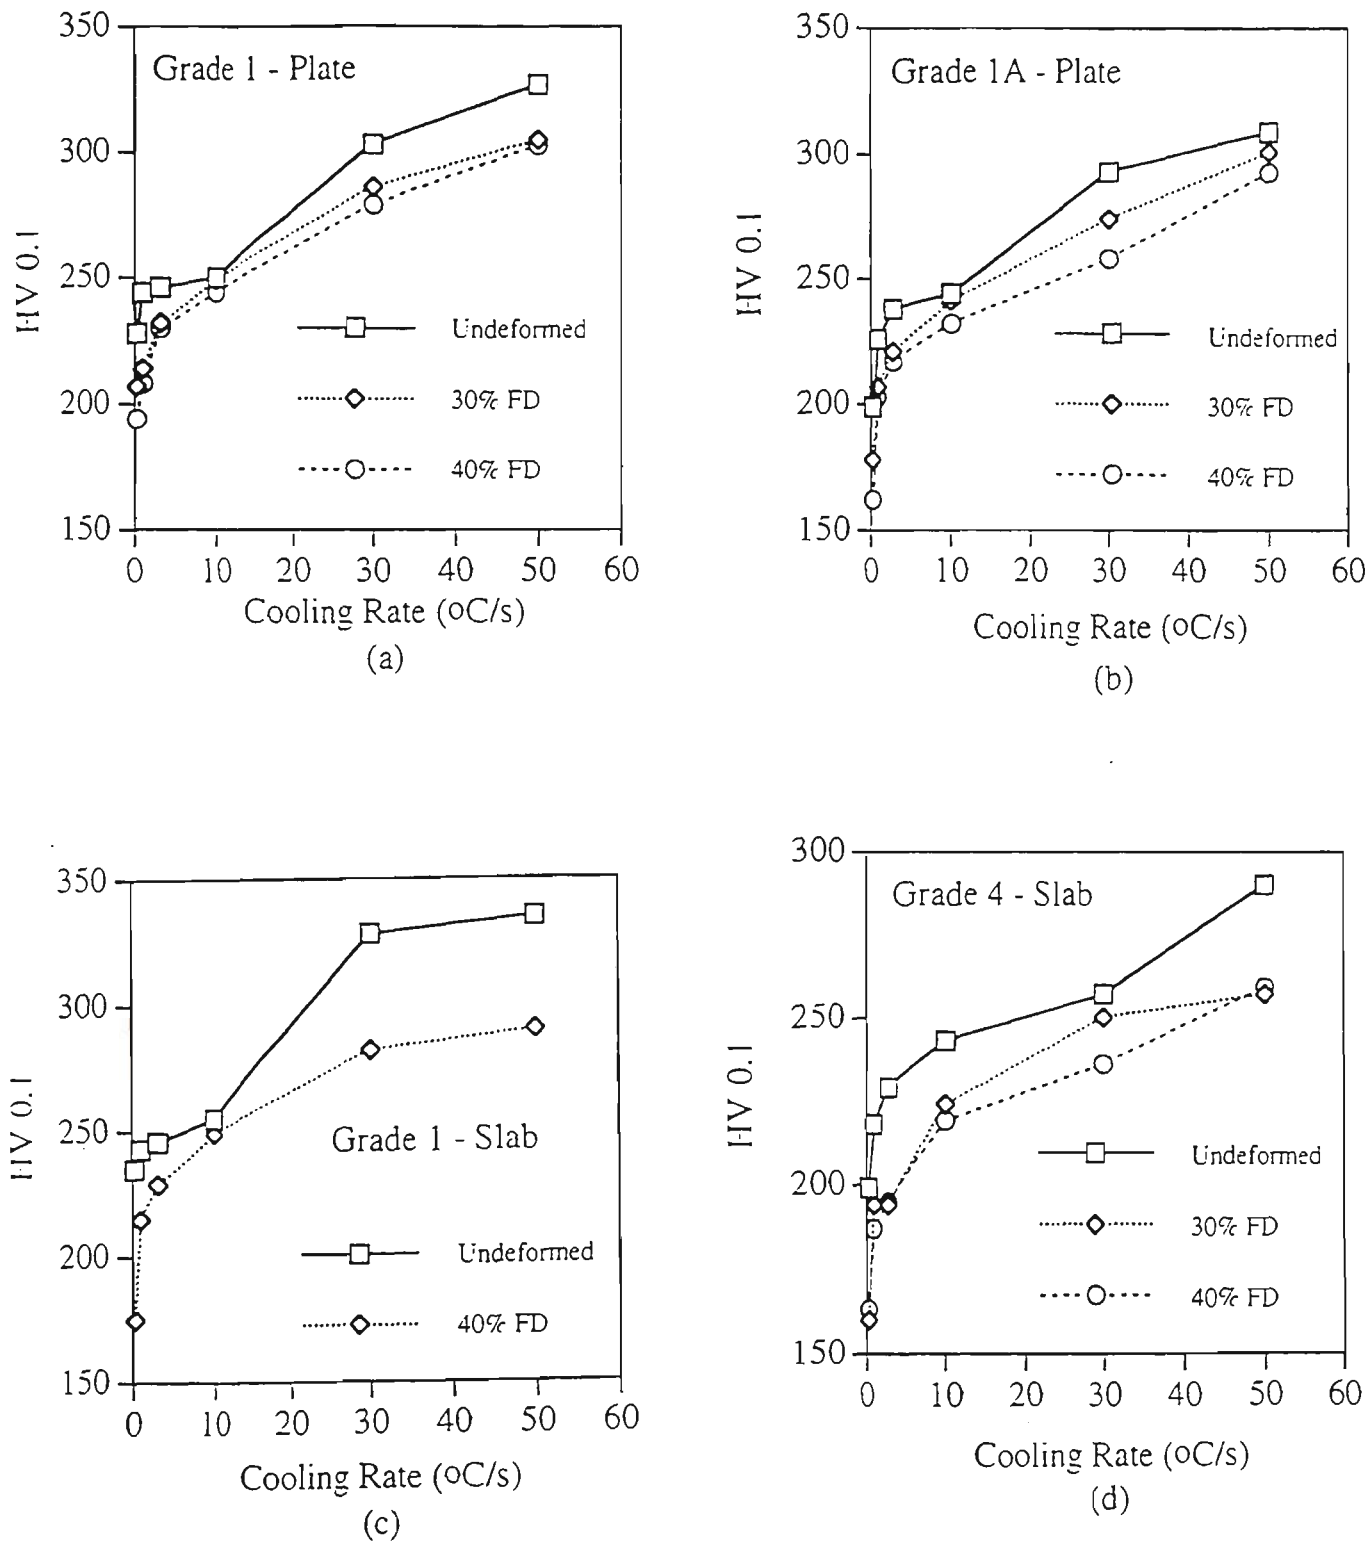 Grade 1 - Plate
350
300
250
200
150
HV 0.1
Undeformed
30% FD
40% FD
0 10 20 30 40 50 60
Cooling Rate (oC/s)
(a)
Grade 1A - Plate
350
300
250
200
150
HV 0.1
Undeformed
30% FD
40% FD
0 10 20 30 40 50 60
Cooling Rate (oC/s)
(b)
350
300
250
200
150
HV 0.1
Grade 1 - Slab
Undeformed
40% FD
0 10 20 30 40 50 60
Cooling Rate (oC/s)
(c)
Grade 4 - Slab
300
250
200
150
HV 0.1
Undeformed
30% FD
40% FD
0 10 20 30 40 50 60
Cooling Rate (oC/s)
(d)